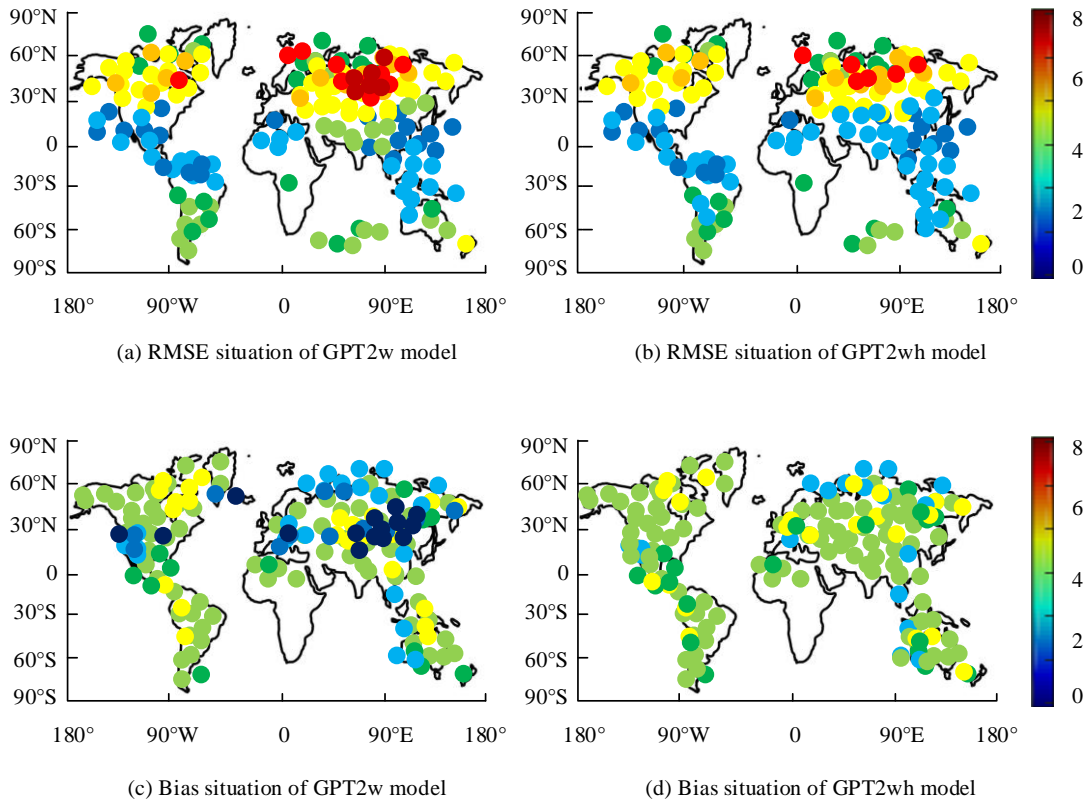 90°N
60°N
30°N
0
30°S
60°S
90°S
180°
90°W
0
90°E
180°
(a) RMSE situation of GPT2w model
90°N
60°N
30°N
0
30°S
60°S
90°S
180°
90°W
0
90°E
180°
(b) RMSE situation of GPT2wh model
8
6
4
2
0
90°N
60°N
30°N
0
30°S
60°S
90°S
180°
90°W
0
90°E
180°
(c) Bias situation of GPT2w model
90°N
60°N
30°N
0
30°S
60°S
90°S
180°
90°W
0
90°E
180°
(d) Bias situation of GPT2wh model
8
6
4
2
0